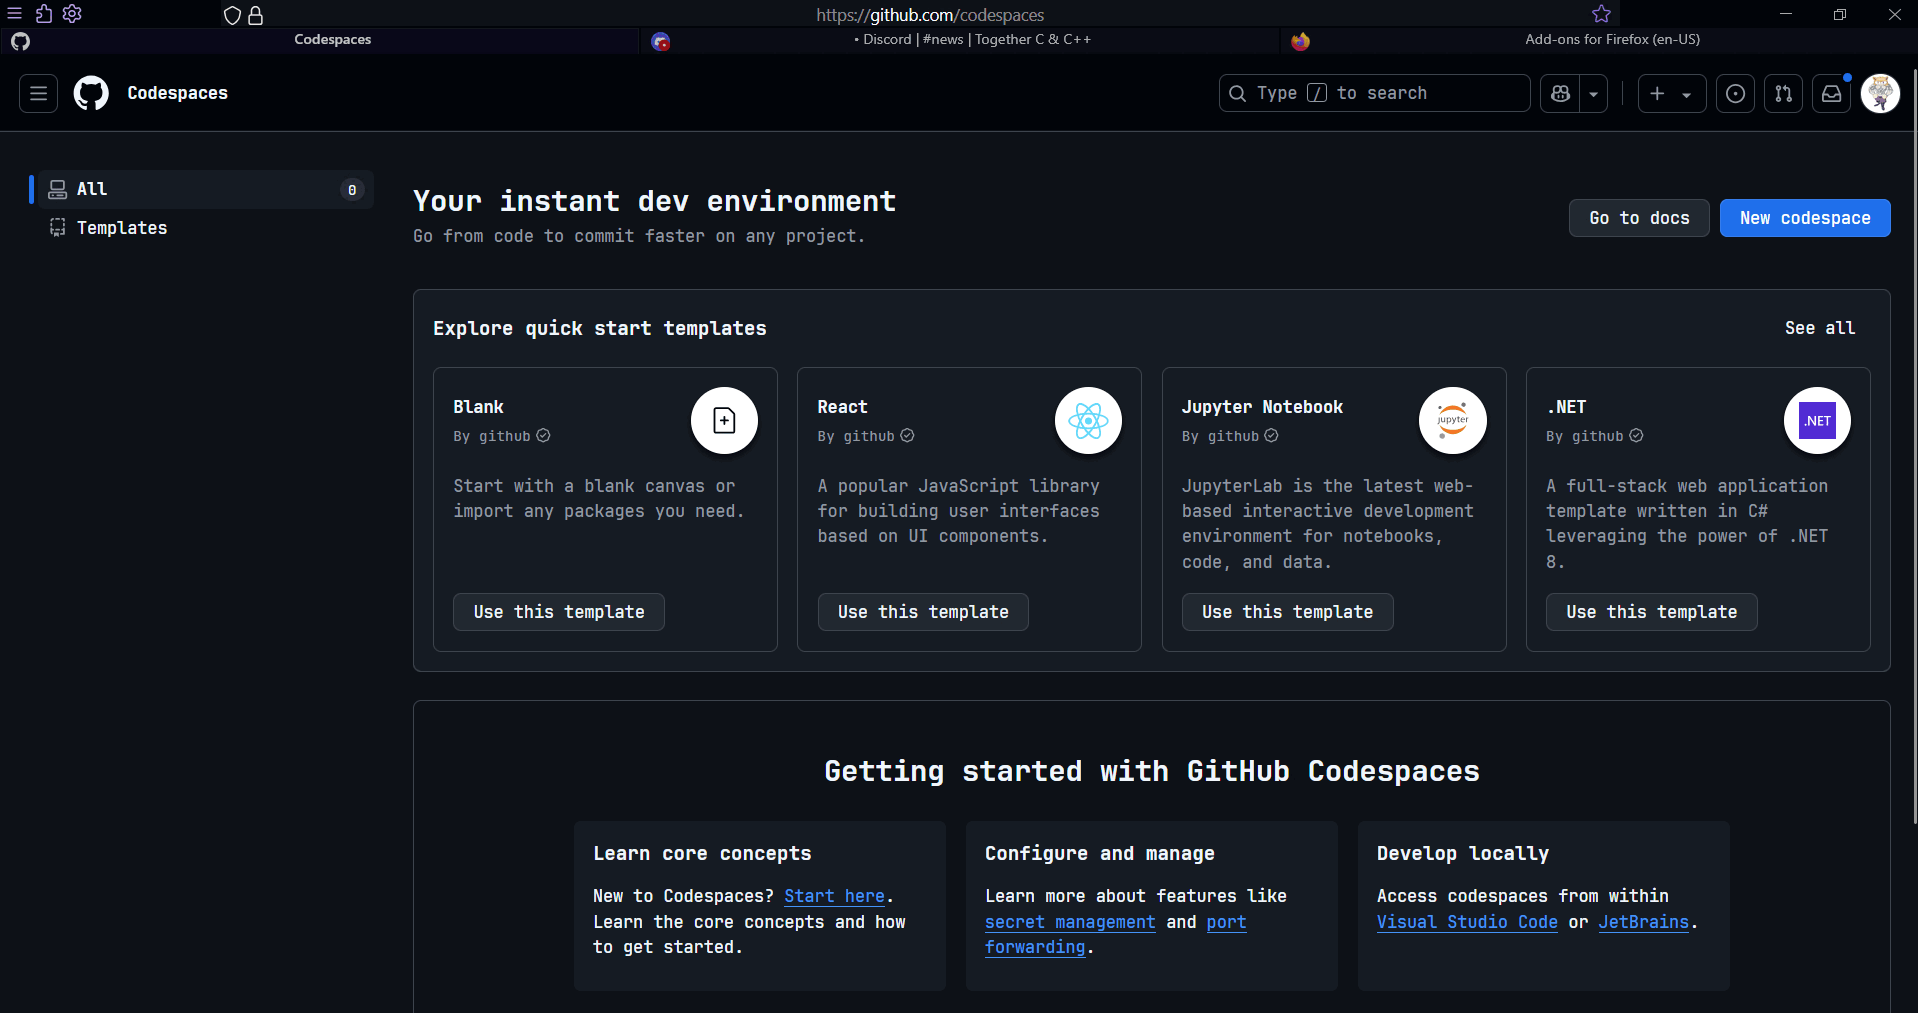 https://github.com/codespaces
Codespaces
• Discord | #news | Together C & C++
Add-ons for Firefox (en-US)
Codespaces
Type / to search
All
0
Templates
Your instant dev environment
Go from code to commit faster on any project.
Go to docs
New codespace
Explore quick start templates
See all
Blank
By github
Start with a blank canvas or
import any packages you need.
Use this template
React
By github
A popular JavaScript library
for building user interfaces
based on UI components.
Use this template
Jupyter Notebook
By github
jupyter
JupyterLab is the latest web-
based interactive development
environment for notebooks,
code, and data.
Use this template
.NET
By github
.NET
A full-stack web application
template written in C#
leveraging the power of .NET
8.
Use this template
Getting started with GitHub Codespaces
Learn core concepts
New to Codespaces? Start here.
Learn the core concepts and how
to get started.
Configure and manage
Learn more about features like
secret management and port
forwarding.
Develop locally
Access codespaces from within
Visual Studio Code or JetBrains.